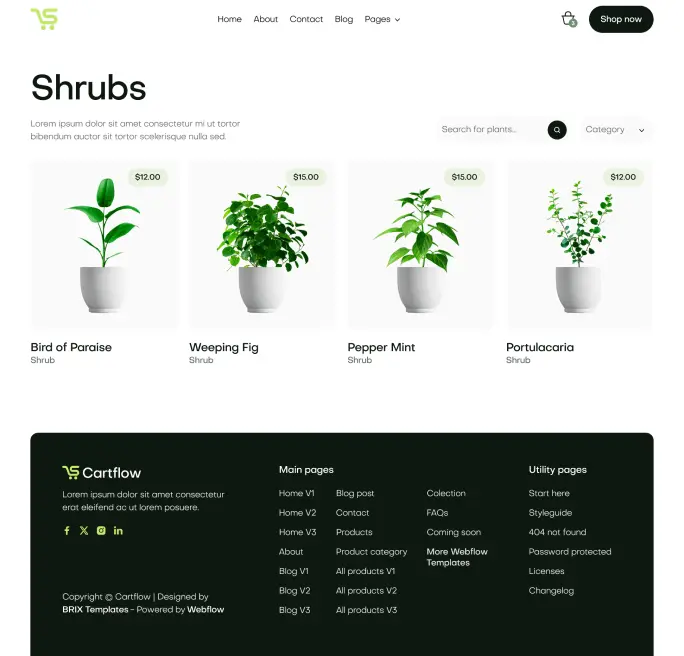 Home About Contact Blog Pages
Shop now
Shrubs
Lorem ipsum dolor sit amet consectetur mi ut tortor
bibendum auctor sit tortor scelerisque nulla sed.
Search for plants...
Category
$12.00
$15.00
$15.00
$12.00
Bird of Paraise
Shrub
Weeping Fig
Shrub
Pepper Mint
Shrub
Portulacaria
Shrub
Cartflow
Lorem ipsum dolor sit amet consectetur
erat eleifend ac ut lorem posuere.
Copyright © Cartflow | Designed by
BRIX Templates - Powered by Webflow
Main pages
Home V1
Home V2
Home V3
About
Blog V1
Blog V2
Blog V3
Blog post
Contact
Products
Product category
All products V1
All products V2
All products V3
Colection
FAQs
Coming soon
More Webflow
Templates
Utility pages
Start here
Styleguide
404 not found
Password protected
Licenses
Changelog